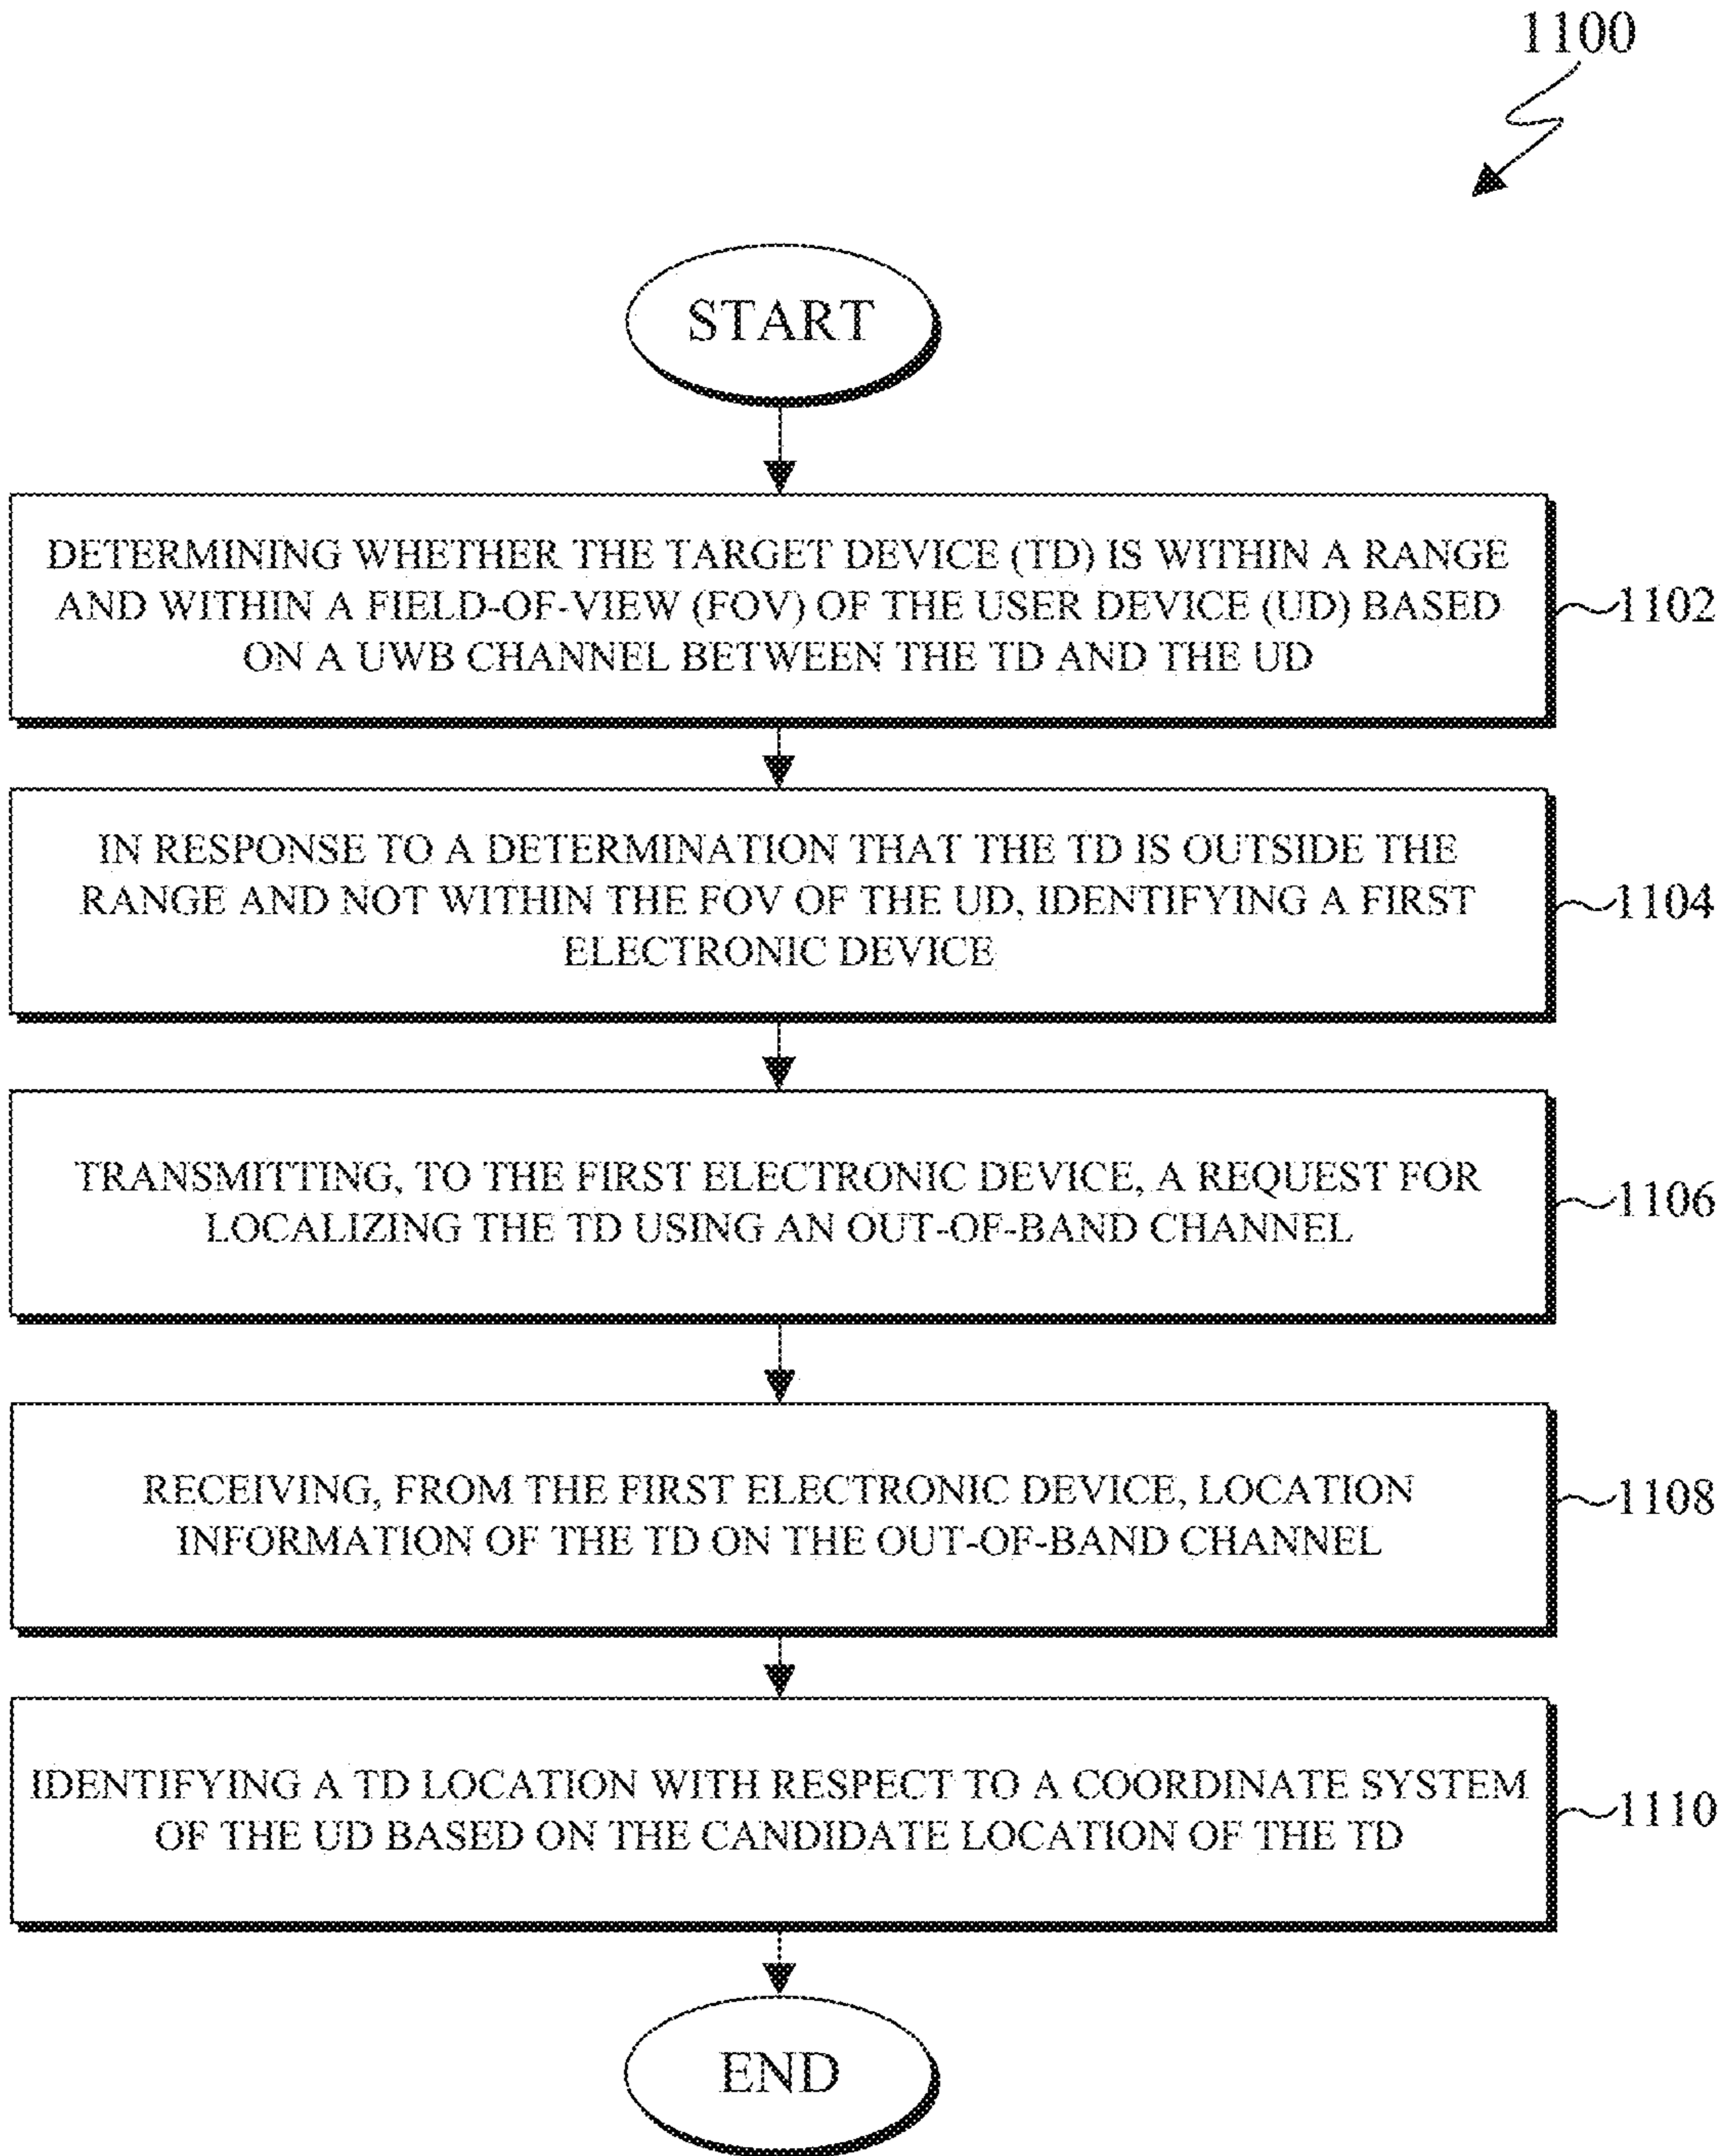 1100
START
DETERMINING WHETHER THE TARGET DEVICE (TD) IS WITHIN A RANGE
AND WITHIN A FIELD-OF-VIEW (FOV) OF THE USER DEVICE (UD) BASED
ON A UWB CHANNEL BETWEEN THE TD AND THE UD
1102
IN RESPONSE TO A DETERMINATION THAT THE TD IS OUTSIDE THE
RANGE AND NOT WITHIN THE FOV OF THE UD, IDENTIFYING A FIRST
ELECTRONIC DEVICE
1104
TRANSMITTING, TO THE FIRST ELECTRONIC DEVICE, A REQUEST FOR
LOCALIZING THE TD USING AN OUT-OF-BAND CHANNEL
1106
RECEIVING, FROM THE FIRST ELECTRONIC DEVICE, LOCATION
INFORMATION OF THE TD ON THE OUT-OF-BAND CHANNEL
1108
IDENTIFYING A TD LOCATION WITH RESPECT TO A COORDINATE SYSTEM
OF THE UD BASED ON THE CANDIDATE LOCATION OF THE TD
1110
END